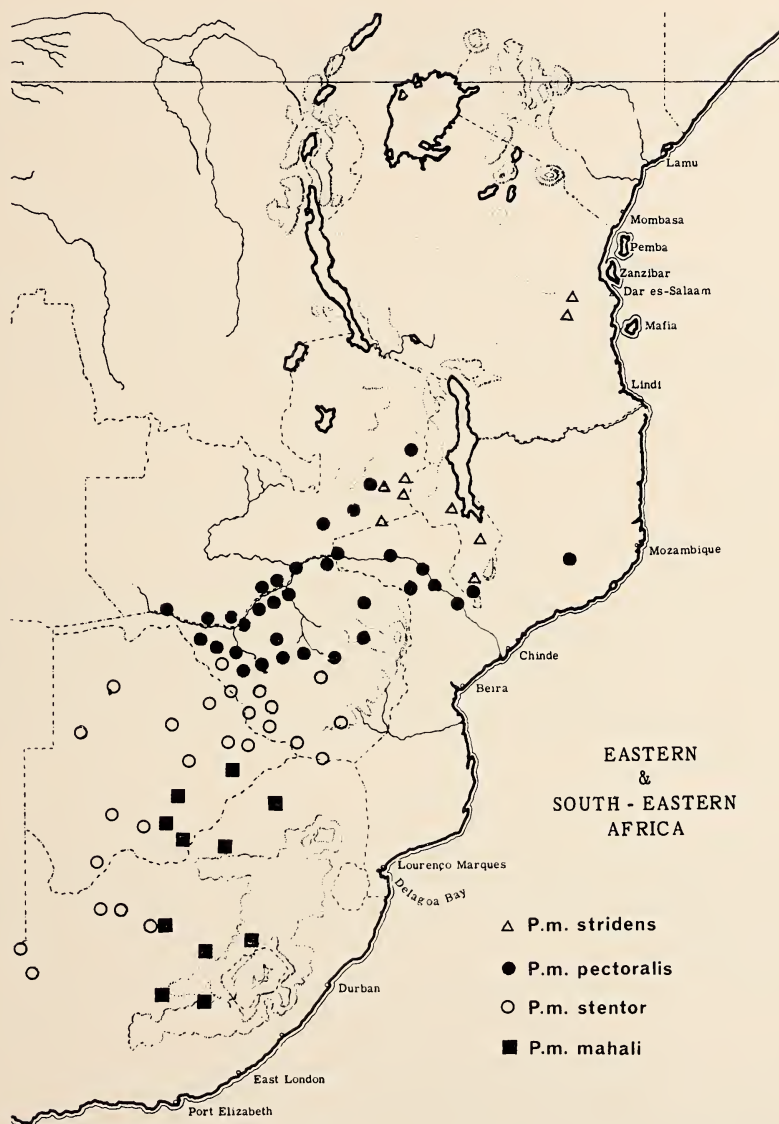 Lamu
Mombasa
Pemba
Zanzibar
Dar es-Salaam
Mafia
Lindi
Mozambique
Chinde
Beira
EASTERN
&
SOUTH - EASTERN
AFRICA
Lourenço Marques
Delagoa Bay
△ P.m. stridens
● P.m. pectoralis
Durban
○ P.m. stentor
■ P.m. mahali
East London
Port Elizabeth